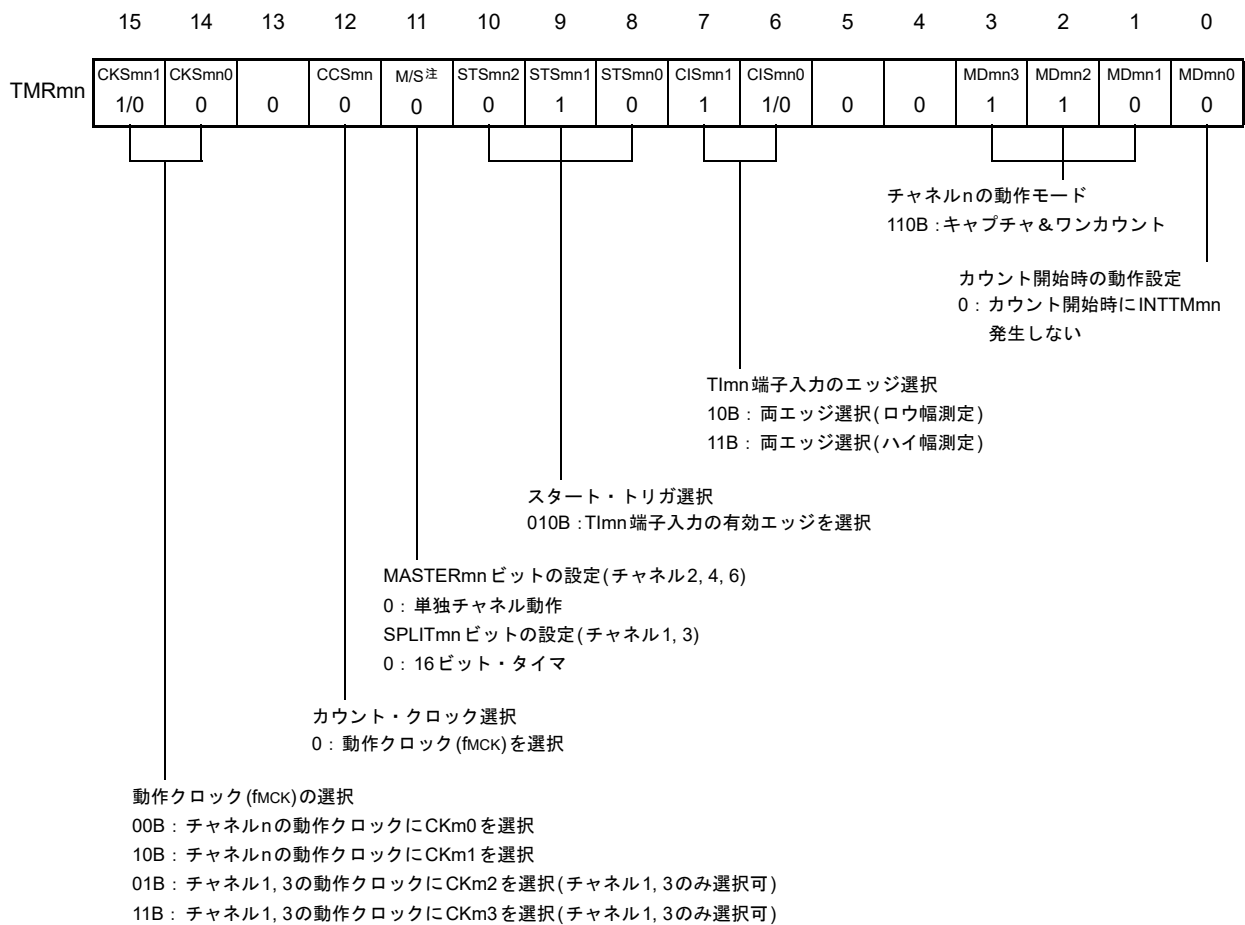 15 14 13 12 11 10 9 8 7 6 5 4 3 2 1 0
TMRmn
CKSmn1 CKSmn0 CCSmn M/S注 STSmn2 STSmn1 STSmn0 CISmn1 CISmn0 MDmn3 MDmn2 MDmn1 MDmn0
1/0 0 0 0 0 0 1 0 1 1/0 0 0 1 1 0 0
チャネルnの動作モード
110B：キャプチャ＆ワンカウント
カウント開始時の動作設定
0：カウント開始時にINTTMmn
発生しない
TImn端子入力のエッジ選択
10B：両エッジ選択(ロウ幅測定)
11B：両エッジ選択(ハイ幅測定)
スタート・トリガ選択
010B：TImn端子入力の有効エッジを選択
MASTERmnビットの設定(チャネル2, 4, 6)
0：単独チャネル動作
SPLITmnビットの設定(チャネル1, 3)
0：16ビット・タイマ
カウント・クロック選択
0：動作クロック(fMCK)を選択
動作クロック(fMCK)の選択
00B：チャネルnの動作クロックにCKm0を選択
10B：チャネルnの動作クロックにCKm1を選択
01B：チャネル1, 3の動作クロックにCKm2を選択(チャネル1, 3のみ選択可)
11B：チャネル1, 3の動作クロックにCKm3を選択(チャネル1, 3のみ選択可)